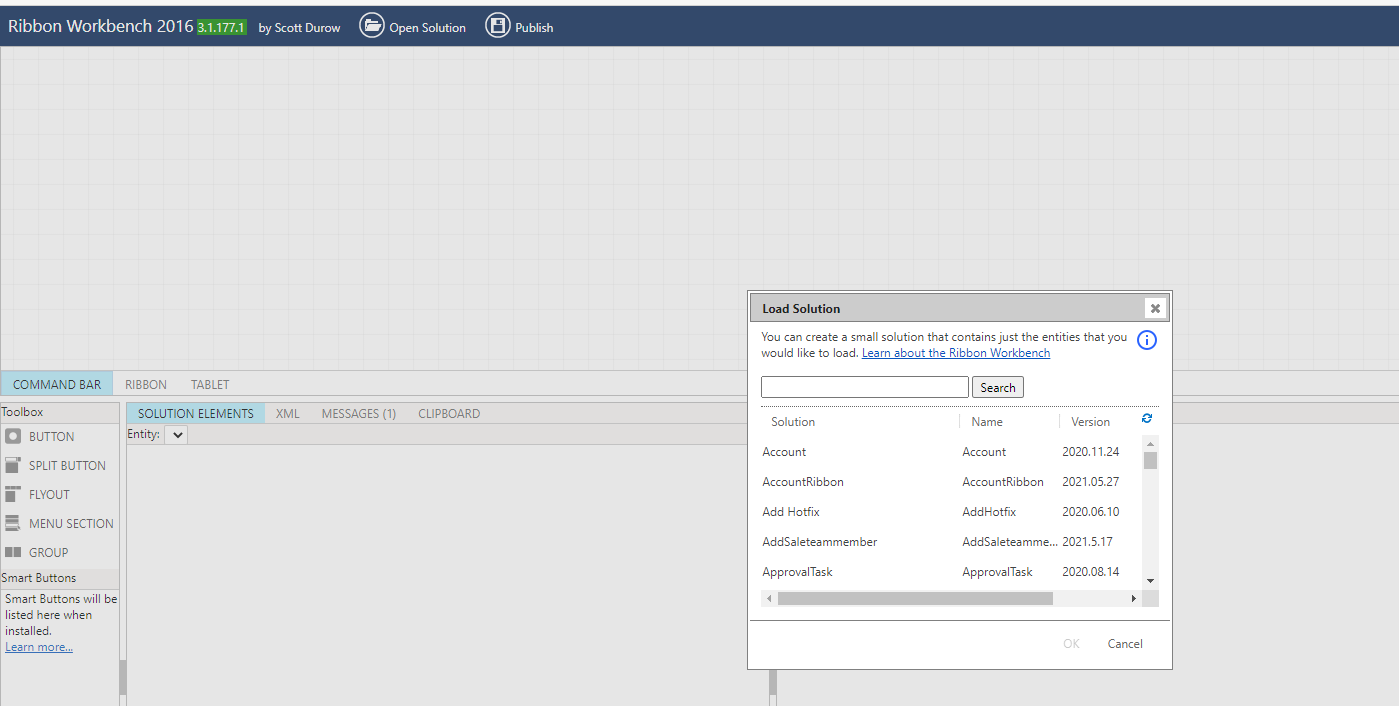 Ribbon Workbench 2016 3.1.177.1 by Scott Durow Open Solution Publish
Load Solution
You can create a small solution that contains just the entities that you
would like to load. Learn about the Ribbon Workbench
Search
Solution Name Version
Account Account 2020.11.24
AccountRibbon AccountRibbon 2021.05.27
Add Hotfix AddHotfix 2020.06.10
AddSaleteammember AddSaleteamme... 2021.5.17
ApprovalTask ApprovalTask 2020.08.14
OK Cancel
COMMAND BAR RIBBON TABLET
Toolbox
BUTTON
SPLIT BUTTON
FLYOUT
MENU SECTION
GROUP
Smart Buttons
Smart Buttons will be
listed here when
installed.
Learn more...
SOLUTION ELEMENTS XML MESSAGES (1) CLIPBOARD
Entity: